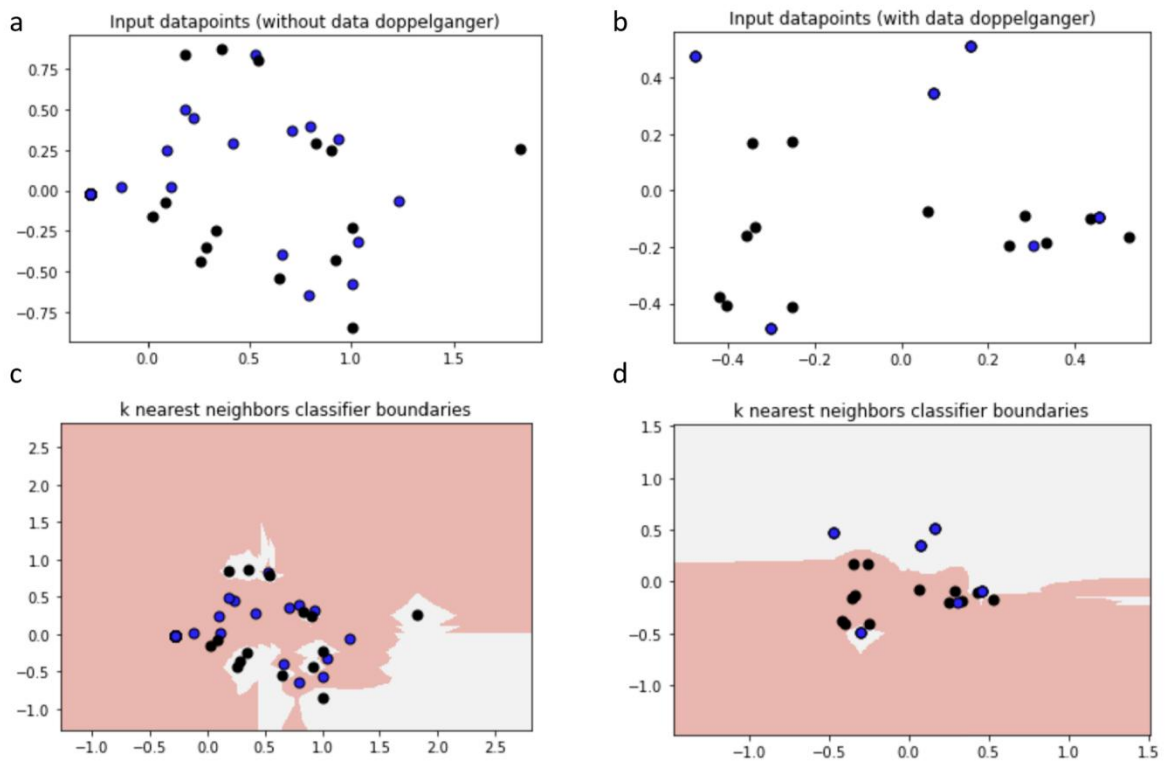 a
Input datapoints (without data doppelganger)
0.75
0.50
0.25
0.00
−0.25
−0.50
−0.75
0.0 0.5 1.0 1.5
b
Input datapoints (with data doppelganger)
0.4
0.2
0.0
−0.2
−0.4
−0.4 −0.2 0.0 0.2 0.4
c
k nearest neighbors classifier boundaries
2.5
2.0
1.5
1.0
0.5
0.0
−0.5
−1.0
−1.0 −0.5 0.0 0.5 1.0 1.5 2.0 2.5
d
k nearest neighbors classifier boundaries
1.5
1.0
0.5
0.0
−0.5
−1.0
−1.0 −0.5 0.0 0.5 1.0 1.5